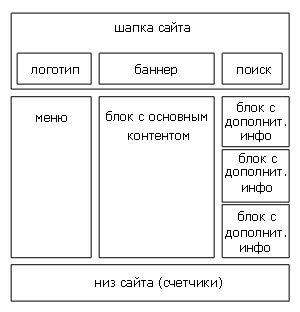 шапка сайта
логотип
баннер
поиск
меню
блок с основным
контентом
блок с
дополнит.
инфо
блок с
дополнит.
инфо
блок с
дополнит.
инфо
низ сайта (счетчики)